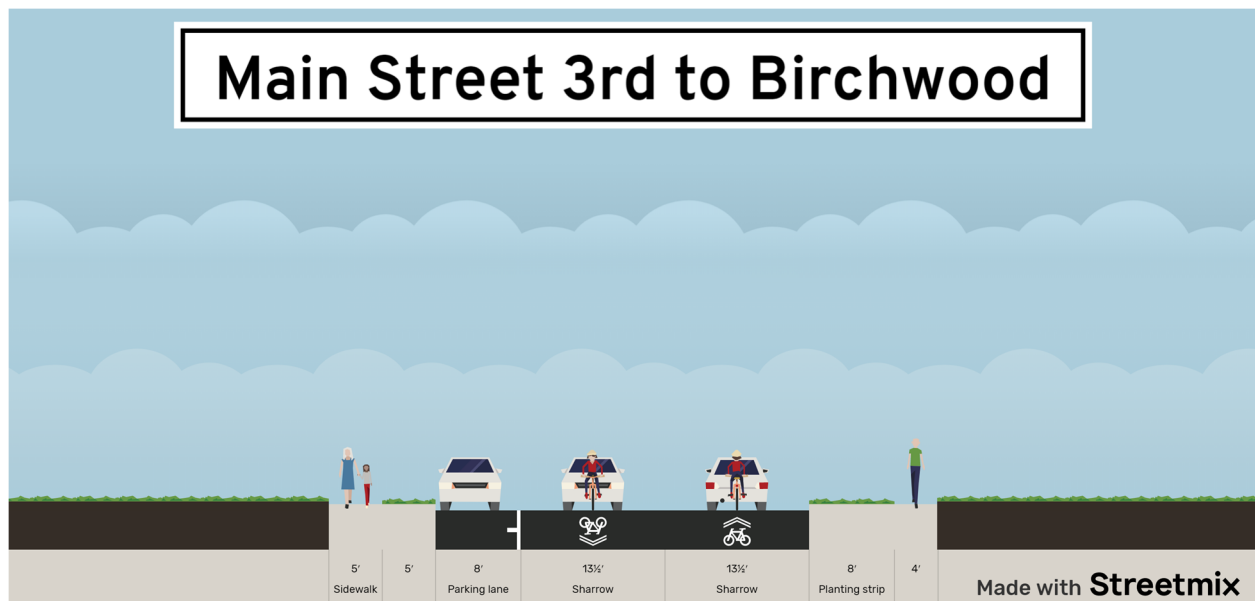 Main Street 3rd to Birchwood
5′ 5′ 8′ 13½′ 13½′ 8′ 4′
Sidewalk Parking lane Sharrow Sharrow Planting strip
Made with Streetmix